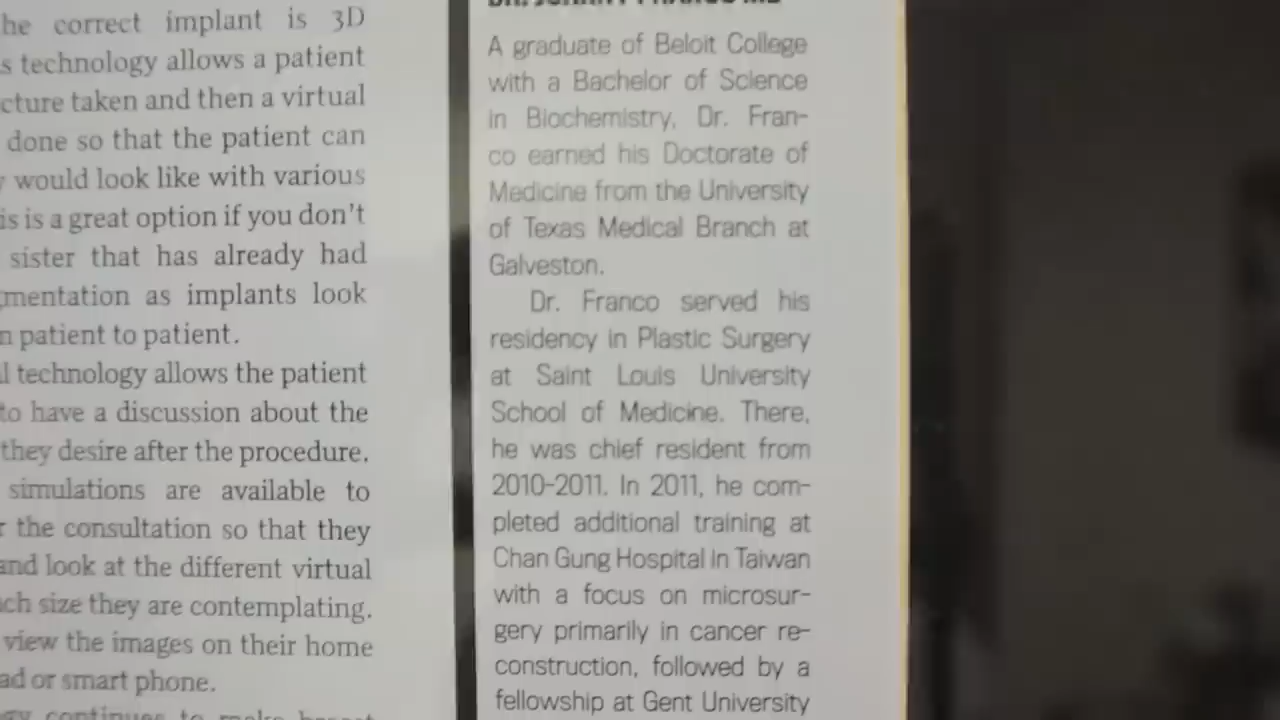 he correct implant is 3D
s technology allows a patient
cture taken and then a virtual
done so that the patient can
would look like with various
is is a great option if you don't
sister that has already had
gmentation as implants look
n patient to patient.
l technology allows the patient
to have a discussion about the
they desire after the procedure.
simulations are available to
r the consultation so that they
and look at the different virtual
ch size they are contemplating.
view the images on their home
ad or smart phone.
continues to make
A graduate of Beloit College
with a Bachelor of Science
in Biochemistry, Dr. Fran-
co earned his Doctorate of
Medicine from the University
of Texas Medical Branch at
Galveston.
Dr. Franco served his
residency in Plastic Surgery
at Saint Louis University
School of Medicine. There,
he was chief resident from
2010-2011. In 2011, he com-
pleted additional training at
Chan Gung Hospital in Taiwan
with a focus on microsur-
gery primarily in cancer re-
construction, followed by a
fellowship at Gent University